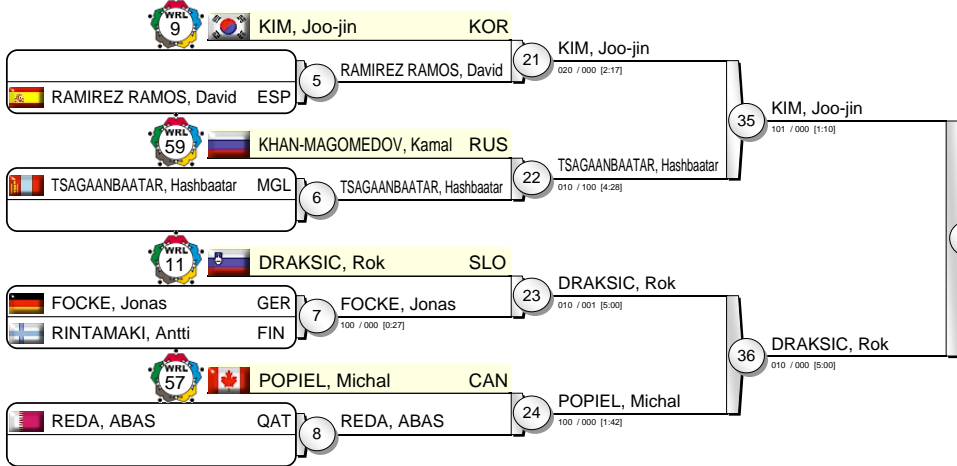 WRL
9
KIM, Joo-jin KOR
5
RAMIREZ RAMOS, David
RAMIREZ RAMOS, David ESP
21
KIM, Joo-jin
020 / 000 [2:17]
WRL
59
KHAN-MAGOMEDOV, Kamal RUS
TSAGAANBAATAR, Hashbaatar MGL
6
TSAGAANBAATAR, Hashbaatar
22
TSAGAANBAATAR, Hashbaatar
010 / 100 [4:28]
35
KIM, Joo-jin
101 / 000 [1:10]
WRL
11
DRAKSIC, Rok SLO
FOCKE, Jonas GER
RINTAMAKI, Antti FIN
7
FOCKE, Jonas
100 / 000 [0:27]
23
DRAKSIC, Rok
010 / 001 [5:00]
WRL
57
POPIEL, Michal CAN
REDA, ABAS QAT
8
REDA, ABAS
24
POPIEL, Michal
100 / 000 [1:42]
36
DRAKSIC, Rok
010 / 000 [5:00]